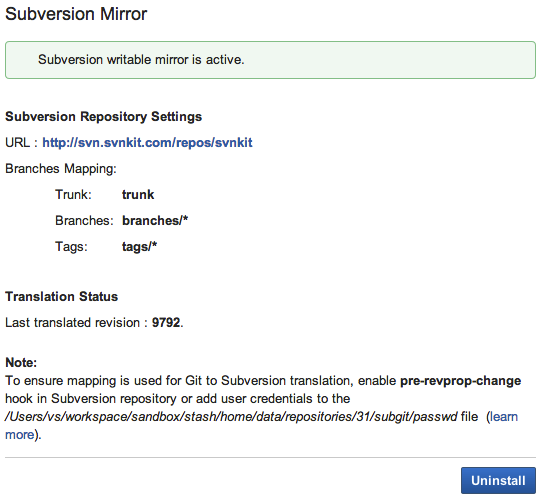 Subversion Mirror
Subversion writable mirror is active.
Subversion Repository Settings
URL : http://svn.svnkit.com/repos/svnkit
Branches Mapping:
Trunk: trunk
Branches: branches/*
Tags: tags/*
Translation Status
Last translated revision : 9792.
Note:
To ensure mapping is used for Git to Subversion translation, enable pre-revprop-change
hook in Subversion repository or add user credentials to the
/Users/vs/workspace/sandbox/stash/home/data/repositories/31/subgit/passwd file (learn
more).
Uninstall